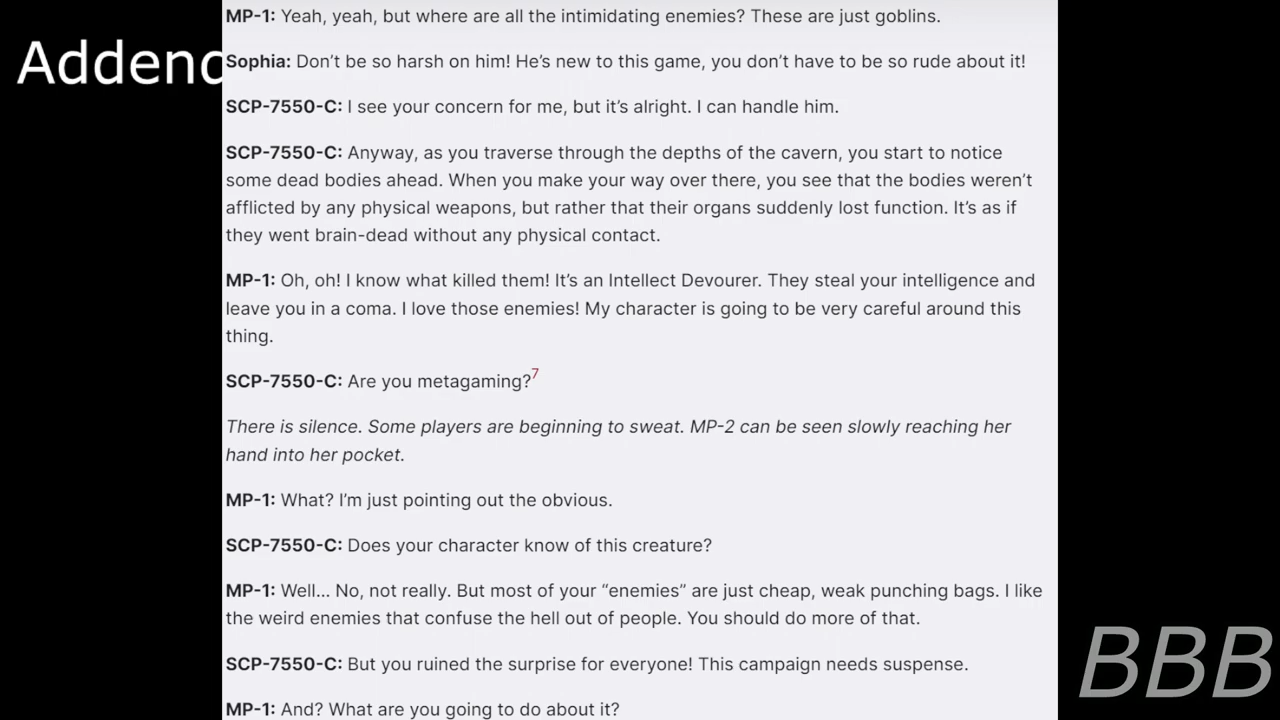 MP-1: Yeah, yeah, but where are all the intimidating enemies? These are just goblins.
Addend
Sophia: Don’t be so harsh on him! He’s new to this game, you don’t have to be so rude about it!
SCP-7550-C: I see your concern for me, but it’s alright. I can handle him.
SCP-7550-C: Anyway, as you traverse through the depths of the cavern, you start to notice
some dead bodies ahead. When you make your way over there, you see that the bodies weren’t
afflicted by any physical weapons, but rather that their organs suddenly lost function. It’s as if
they went brain-dead without any physical contact.
MP-1: Oh, oh! I know what killed them! It’s an Intellect Devourer. They steal your intelligence and
leave you in a coma. I love those enemies! My character is going to be very careful around this
thing.
SCP-7550-C: Are you metagaming?7
There is silence. Some players are beginning to sweat. MP-2 can be seen slowly reaching her
hand into her pocket.
MP-1: What? I’m just pointing out the obvious.
SCP-7550-C: Does your character know of this creature?
MP-1: Well... No, not really. But most of your “enemies” are just cheap, weak punching bags. I like
the weird enemies that confuse the hell out of people. You should do more of that.
SCP-7550-C: But you ruined the surprise for everyone! This campaign needs suspense.
MP-1: And? What are you going to do about it?
BBB